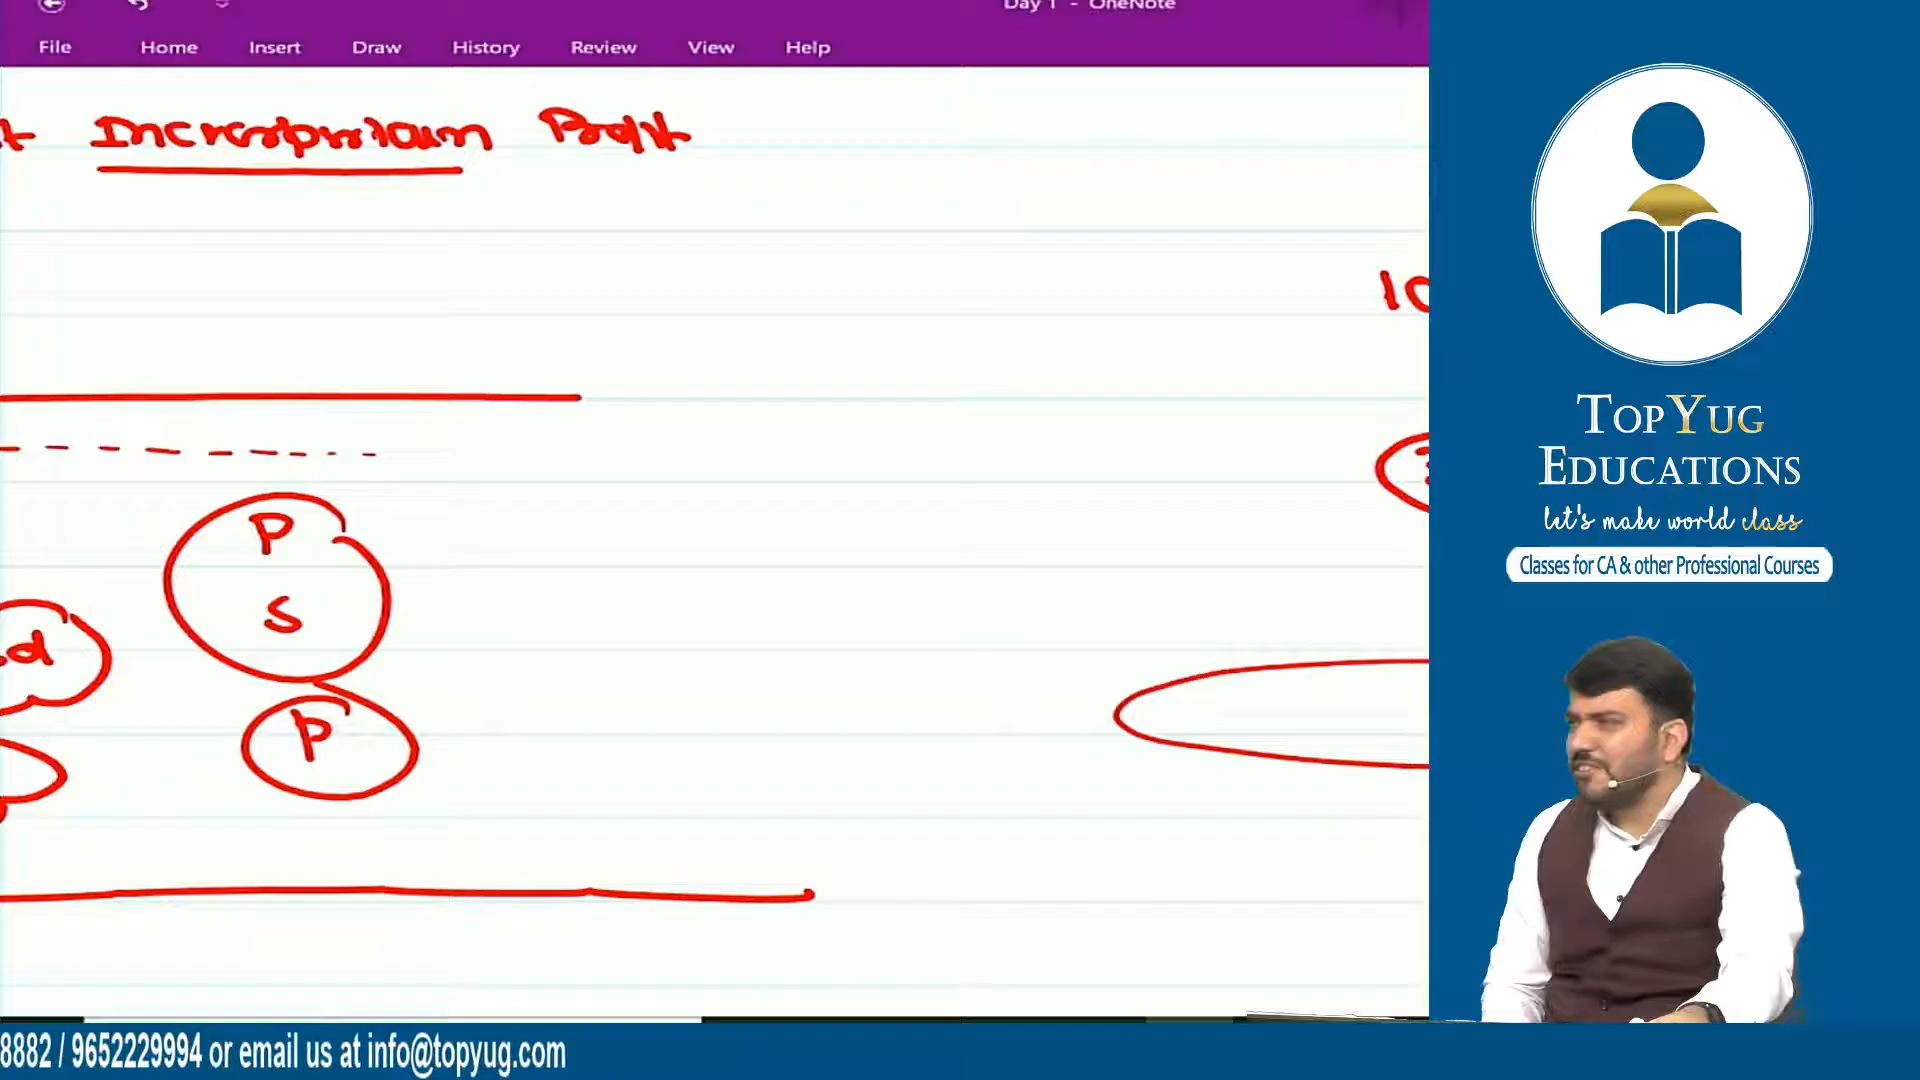 Day 1 - OneNote
File Home Insert Draw History Review View Help
10
P
S
d
P
TOPYUG
EDUCATIONS
let's make world class
Classes for CA & other Professional Courses
8882 / 9652229994 or email us at info@topyug.com